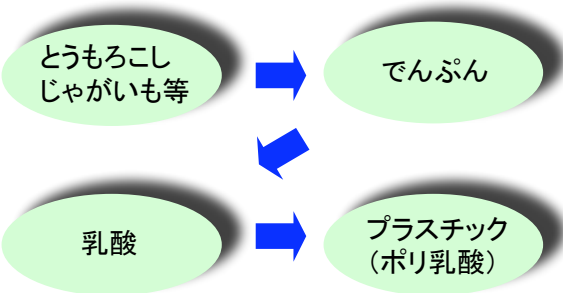 とうもろこし
じゃがいも等
でんぷん
乳酸
プラスチック
（ポリ乳酸）